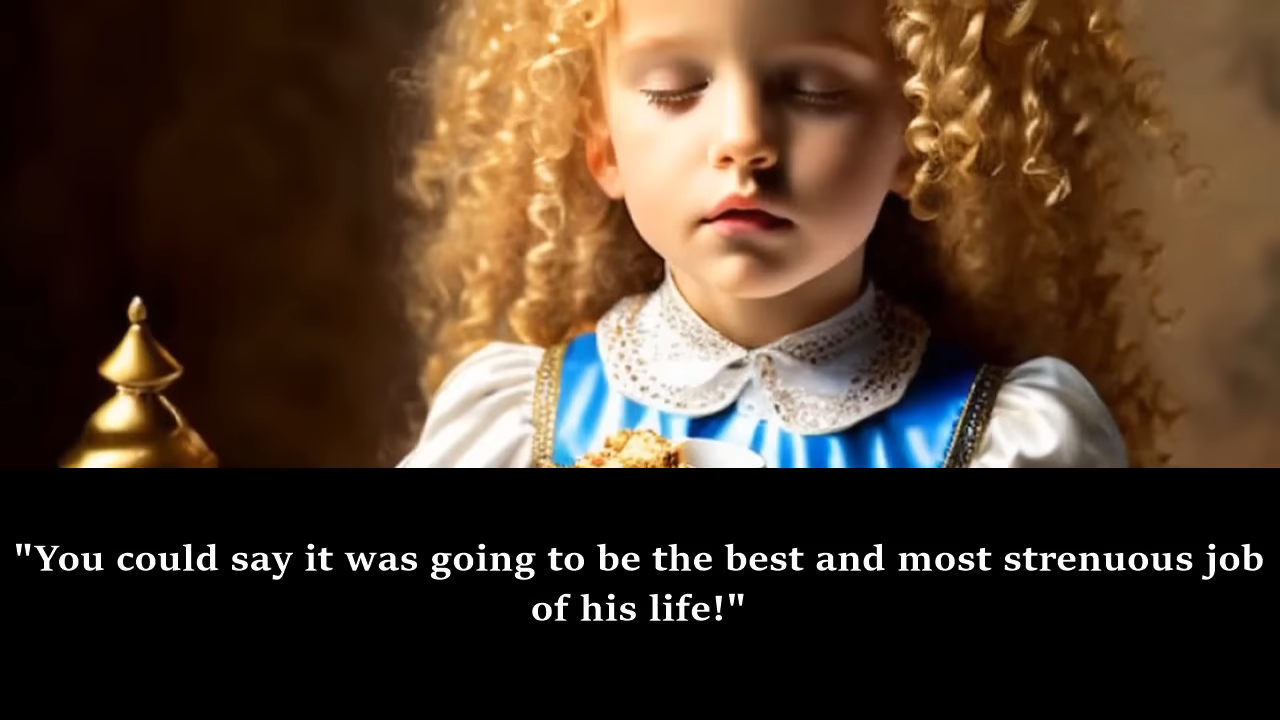 "You could say it was going to be the best and most strenuous job
of his life!"